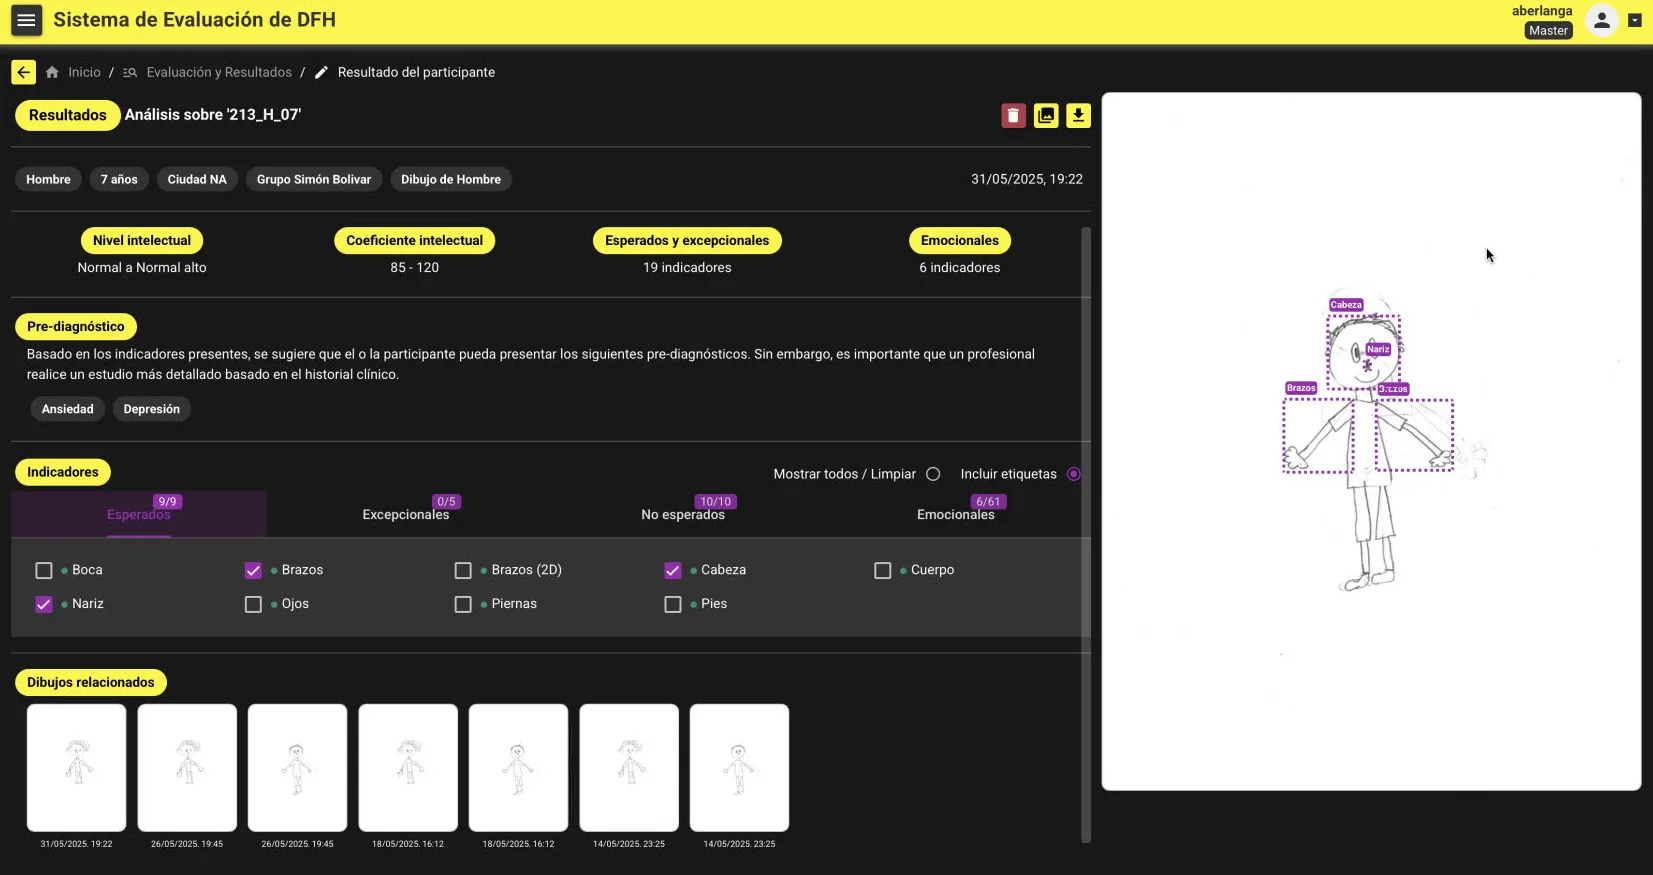 Sistema de Evaluación de DFH
aberlanga
Master
Inicio / Evaluación y Resultados / Resultado del participante
Resultados Análisis sobre '213_H_07'
Hombre 7 años Ciudad NA Grupo Simón Bolivar Dibujo de Hombre 31/05/2025, 19:22
Nivel intelectual Coeficiente intelectual Esperados y excepcionales Emocionales
Normal a Normal alto 85 - 120 19 indicadores 6 indicadores
Pre-diagnóstico
Basado en los indicadores presentes, se sugiere que el o la participante pueda presentar los siguientes pre-diagnósticos. Sin embargo, es importante que un profesional
realice un estudio más detallado basado en el historial clínico.
Ansiedad Depresión
Indicadores Mostrar todos / Limpiar Incluir etiquetas
9/9 0/5 10/10 6/61
Esperados Excepcionales No esperados Emocionales
Boca Brazos Brazos (2D) Cabeza Cuerpo
Nariz Ojos Piernas Pies
Dibujos relacionados
31/05/2025. 19:22 26/05/2025. 19:45 26/05/2025. 19:45 18/05/2025. 16:12 18/05/2025. 16:12 14/05/2025. 23:25 14/05/2025. 23:25
Cabeza
Nariz
Brazos